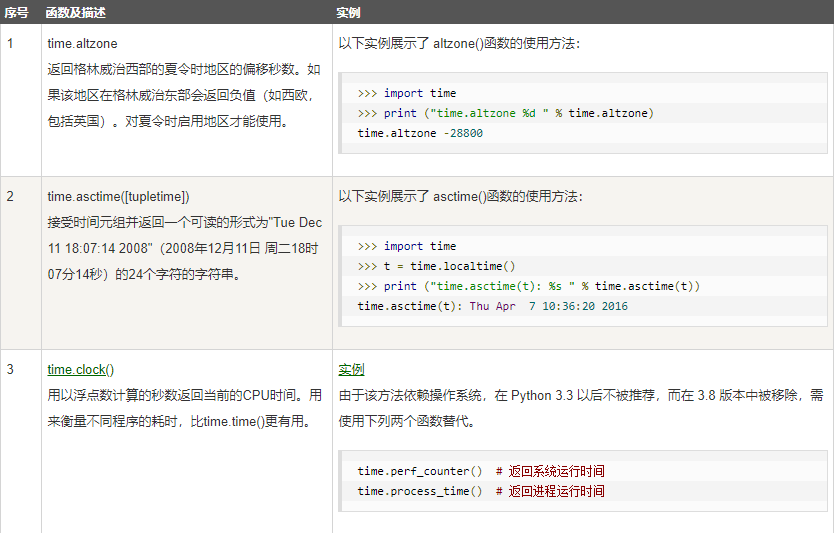 序号 函数及描述 实例
1 time.altzone
返回格林威治西部的夏令时地区的偏移秒数。如
果该地区在格林威治东部会返回负值（如西欧，
包括英国）。对夏令时启用地区才能使用。
以下实例展示了 altzone()函数的使用方法：
>>> import time
>>> print ("time.altzone %d " % time.altzone)
time.altzone -28800
2 time.asctime([tupletime])
接受时间元组并返回一个可读的形式为"Tue Dec
11 18:07:14 2008"（2008年12月11日 周二18时
07分14秒）的24个字符的字符串。
以下实例展示了 asctime()函数的使用方法：
>>> import time
>>> t = time.localtime()
>>> print ("time.asctime(t): %s " % time.asctime(t))
time.asctime(t): Thu Apr  7 10:36:20 2016
3 time.clock()
用以浮点数计算的秒数返回当前的CPU时间。用
来衡量不同程序的耗时，比time.time()更有用。
实例
由于该方法依赖操作系统，在 Python 3.3 以后不被推荐，而在 3.8 版本中被移除，需
使用下列两个函数替代。
time.perf_counter()  # 返回系统运行时间
time.process_time()  # 返回进程运行时间